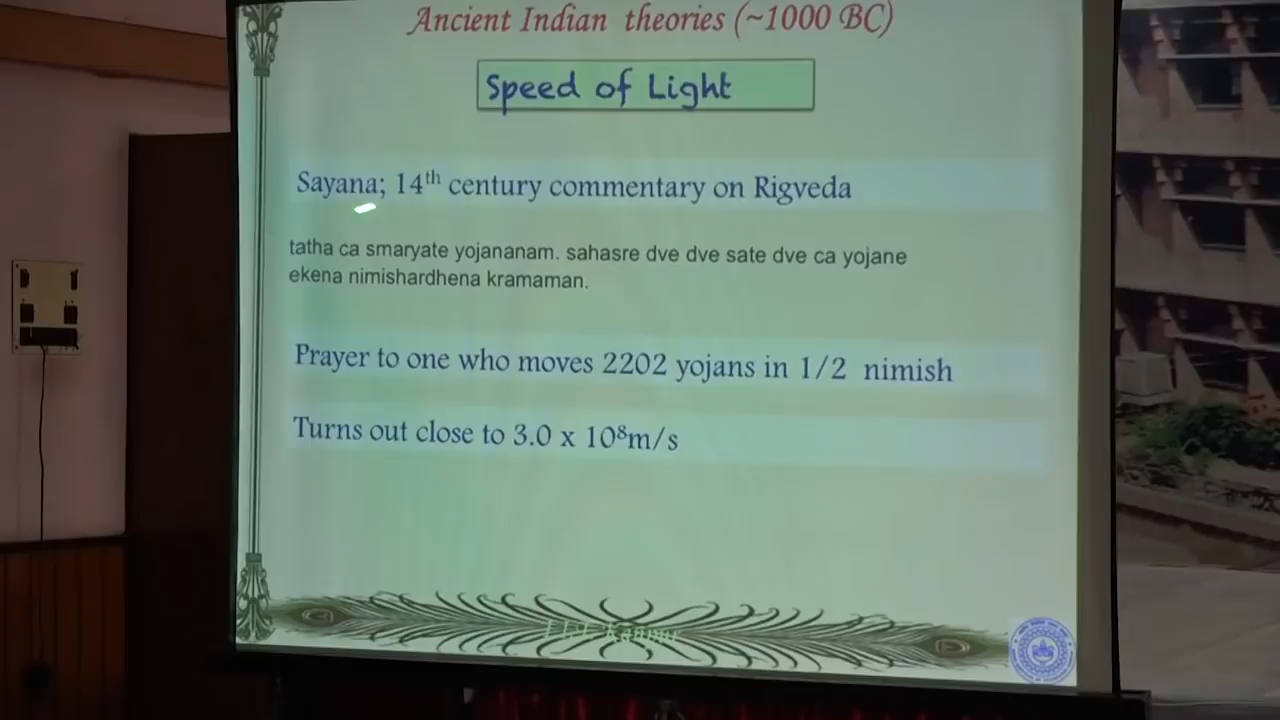 Ancient Indian theories (~1000 BC)
Speed of Light
Sayana; 14th century commentary on Rigveda
tatha ca smaryate yojananam. sahasre dve dve sate dve ca yojane
ekena nimishardhena kramaman.
Prayer to one who moves 2202 yojans in 1/2 nimish
Turns out close to 3.0 x 10⁸m/s
I.I.T. Kanpur